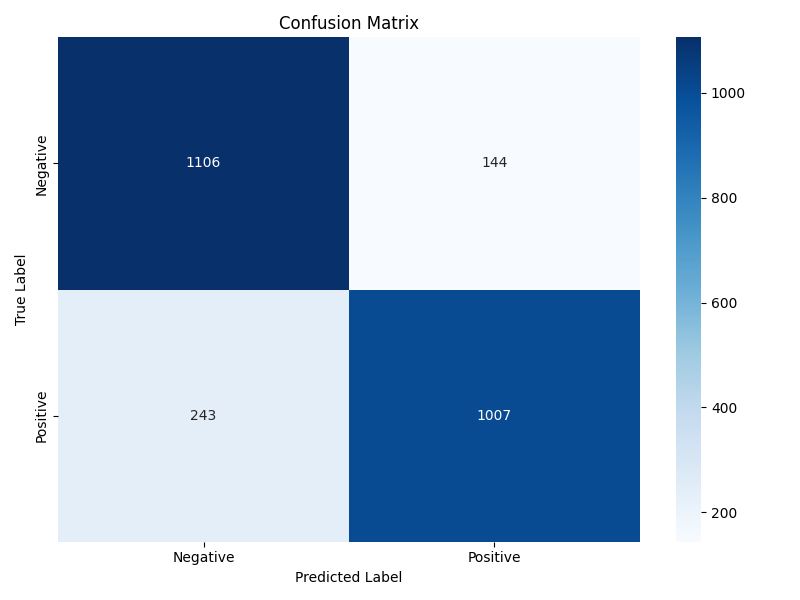 Confusion Matrix
Negative
1106
144
1000
800
600
400
200
True Label
Positive
243
1007
Negative
Positive
Predicted Label